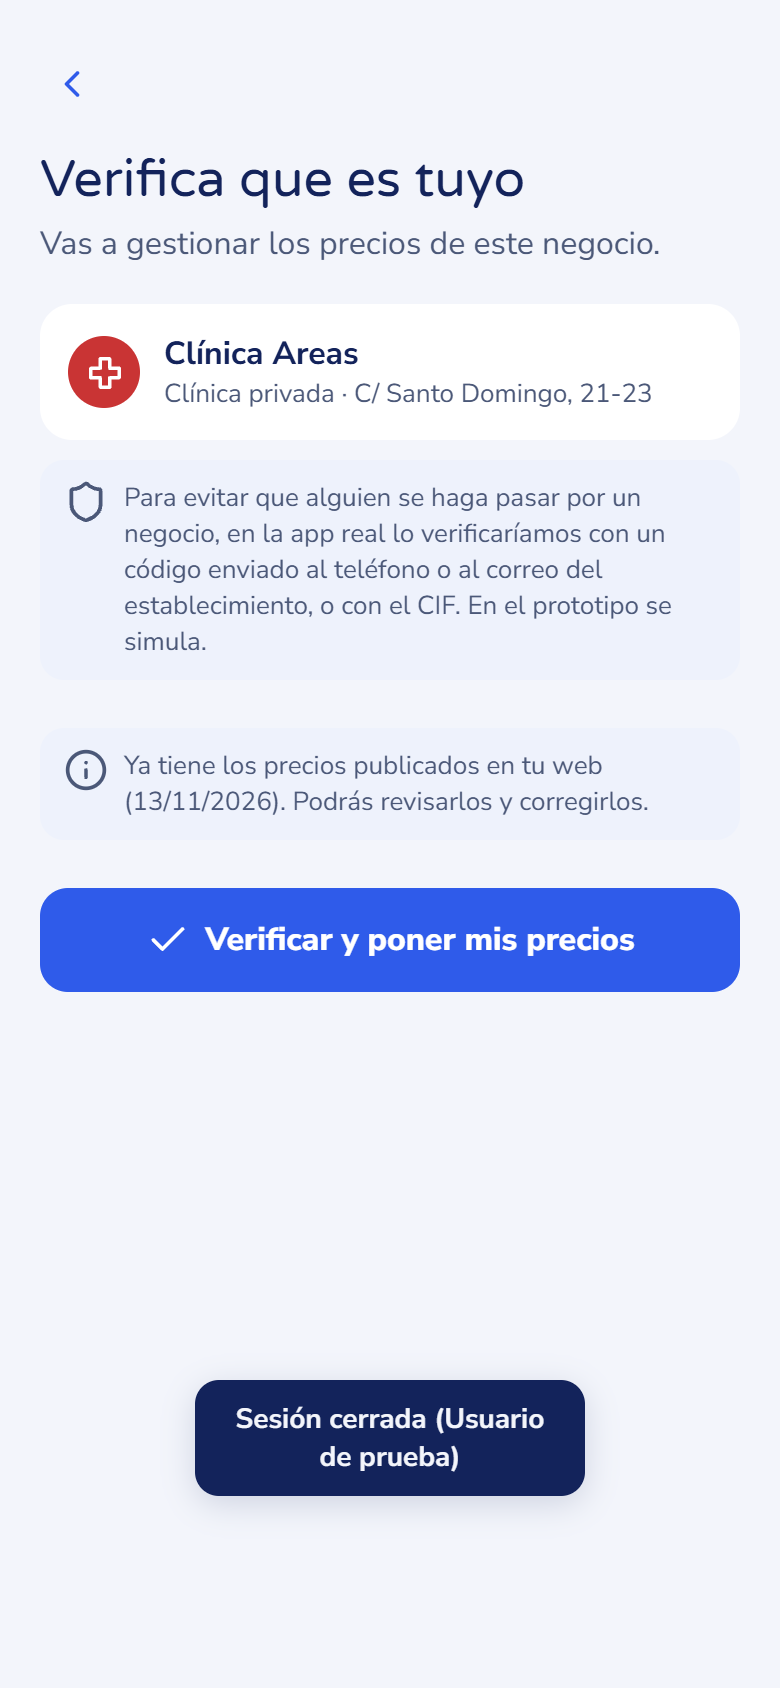 Verifica que es tuyo
Vas a gestionar los precios de este negocio.
Clínica Areas
Clínica privada · C/ Santo Domingo, 21-23
Para evitar que alguien se haga pasar por un
negocio, en la app real lo verificaríamos con un
código enviado al teléfono o al correo del
establecimiento, o con el CIF. En el prototipo se
simula.
Ya tiene los precios publicados en tu web
(13/11/2026). Podrás revisarlos y corregirlos.
Verificar y poner mis precios
Sesión cerrada (Usuario
de prueba)